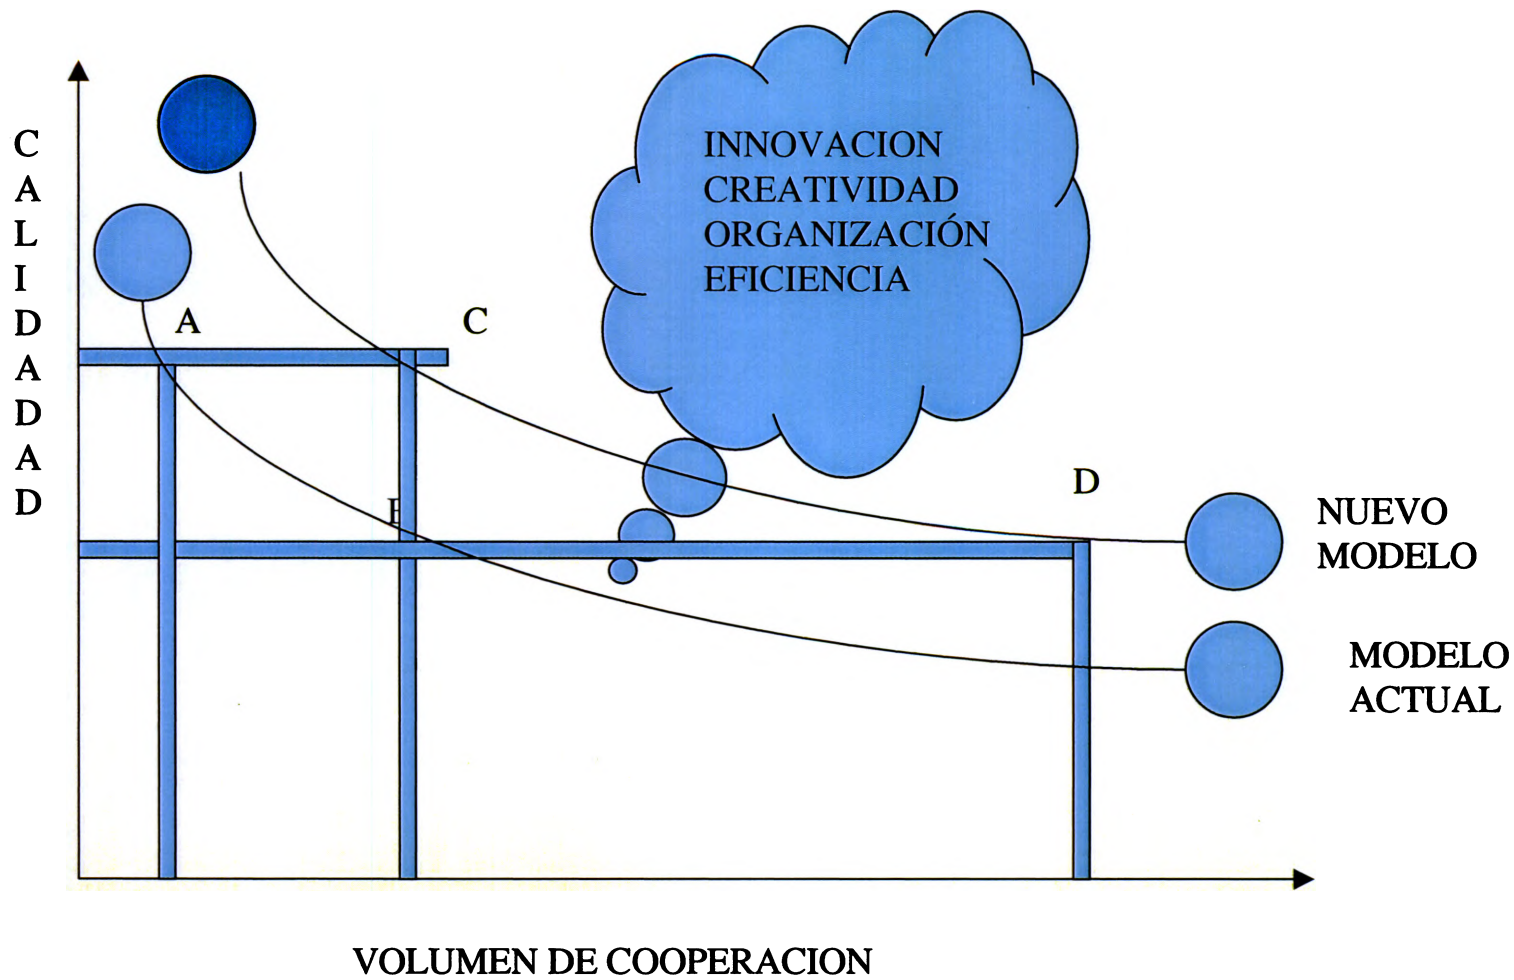 C
A
L
I
D
A
D
A
D
INNOVACION
CREATIVIDAD
ORGANIZACIÓN
EFICIENCIA
A
C
D
NUEVO
MODELO
MODELO
ACTUAL
VOLUMEN DE COOPERACION